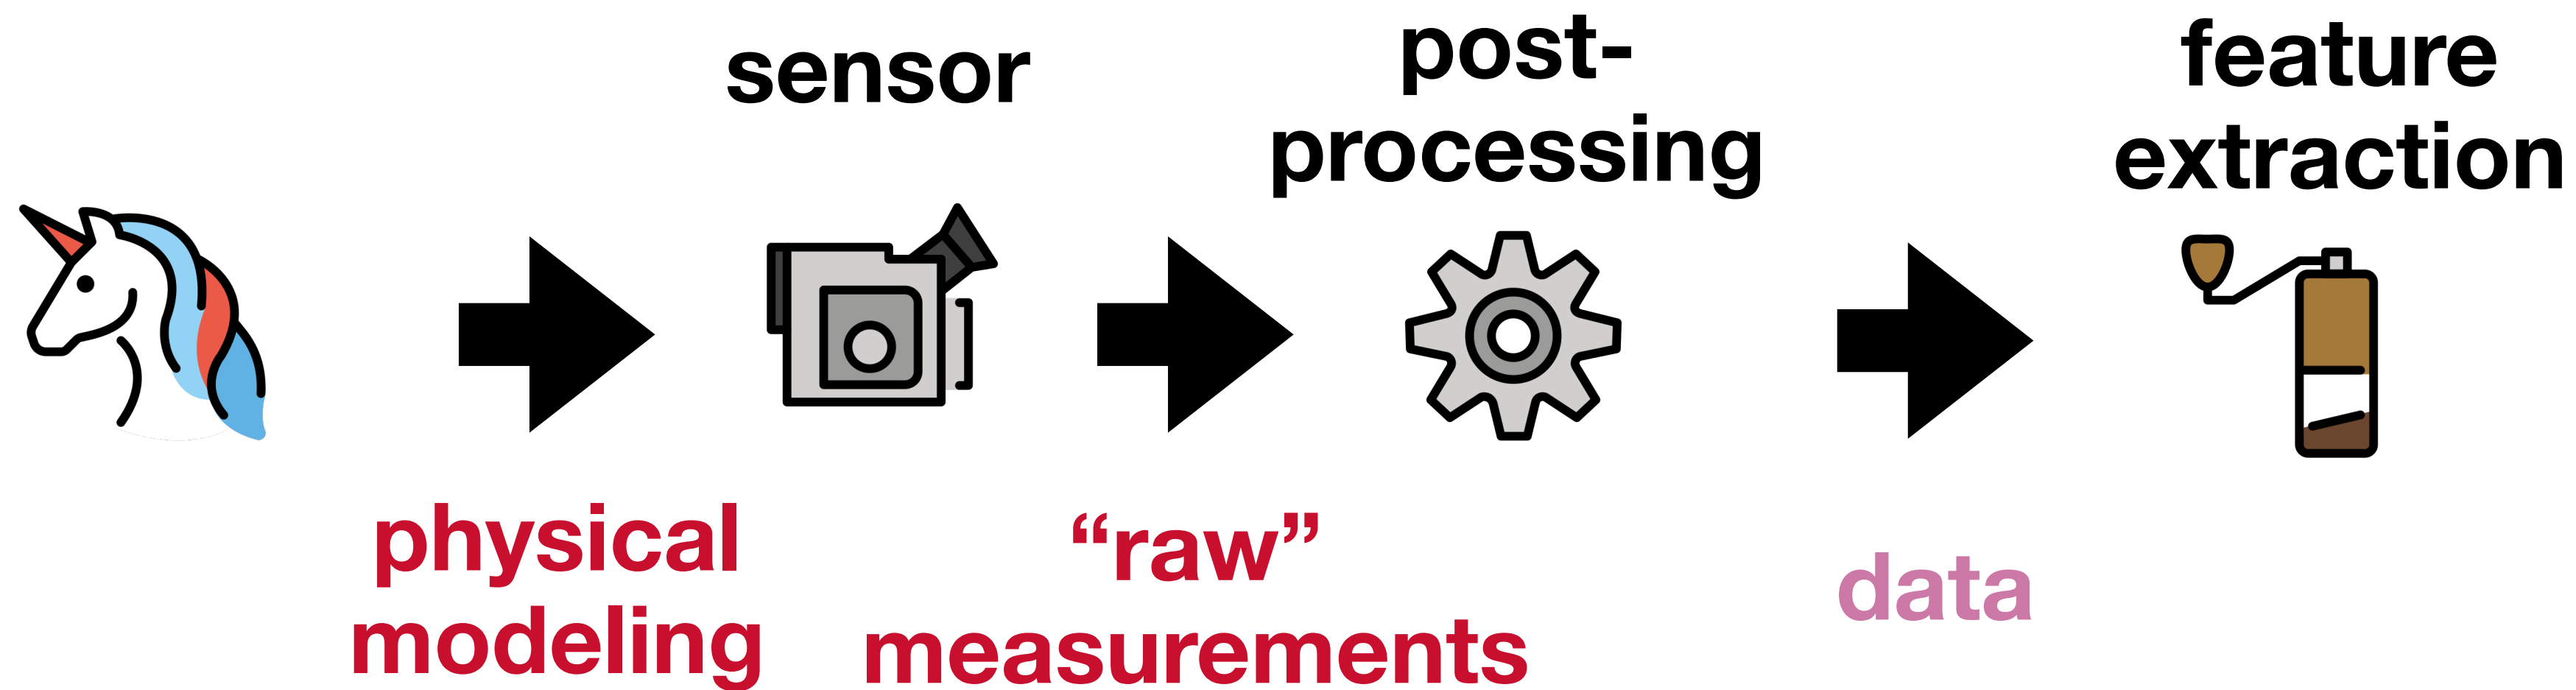 sensor
post-
processing
feature
extraction
physical
modeling
“raw”
measurements
data